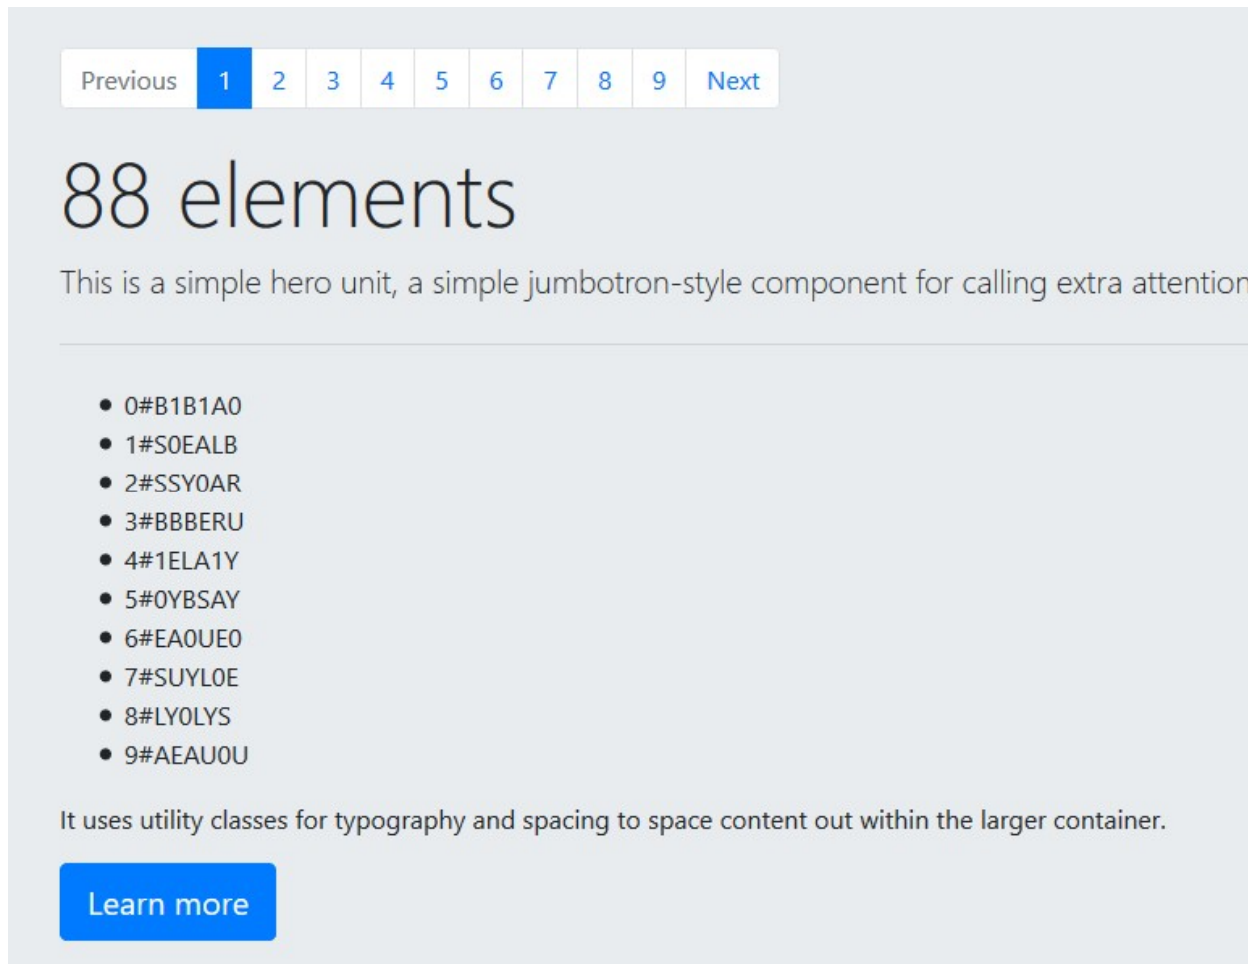 Previous 1 2 3 4 5 6 7 8 9 Next
88 elements
This is a simple hero unit, a simple jumbotron-style component for calling extra attention
0#B1B1A0
1#S0EALB
2#SSY0AR
3#BBBERU
4#1ELA1Y
5#0YBSAY
6#EA0UE0
7#SUYL0E
8#LY0LYS
9#AEAU0U
It uses utility classes for typography and spacing to space content out within the larger container.
Learn more